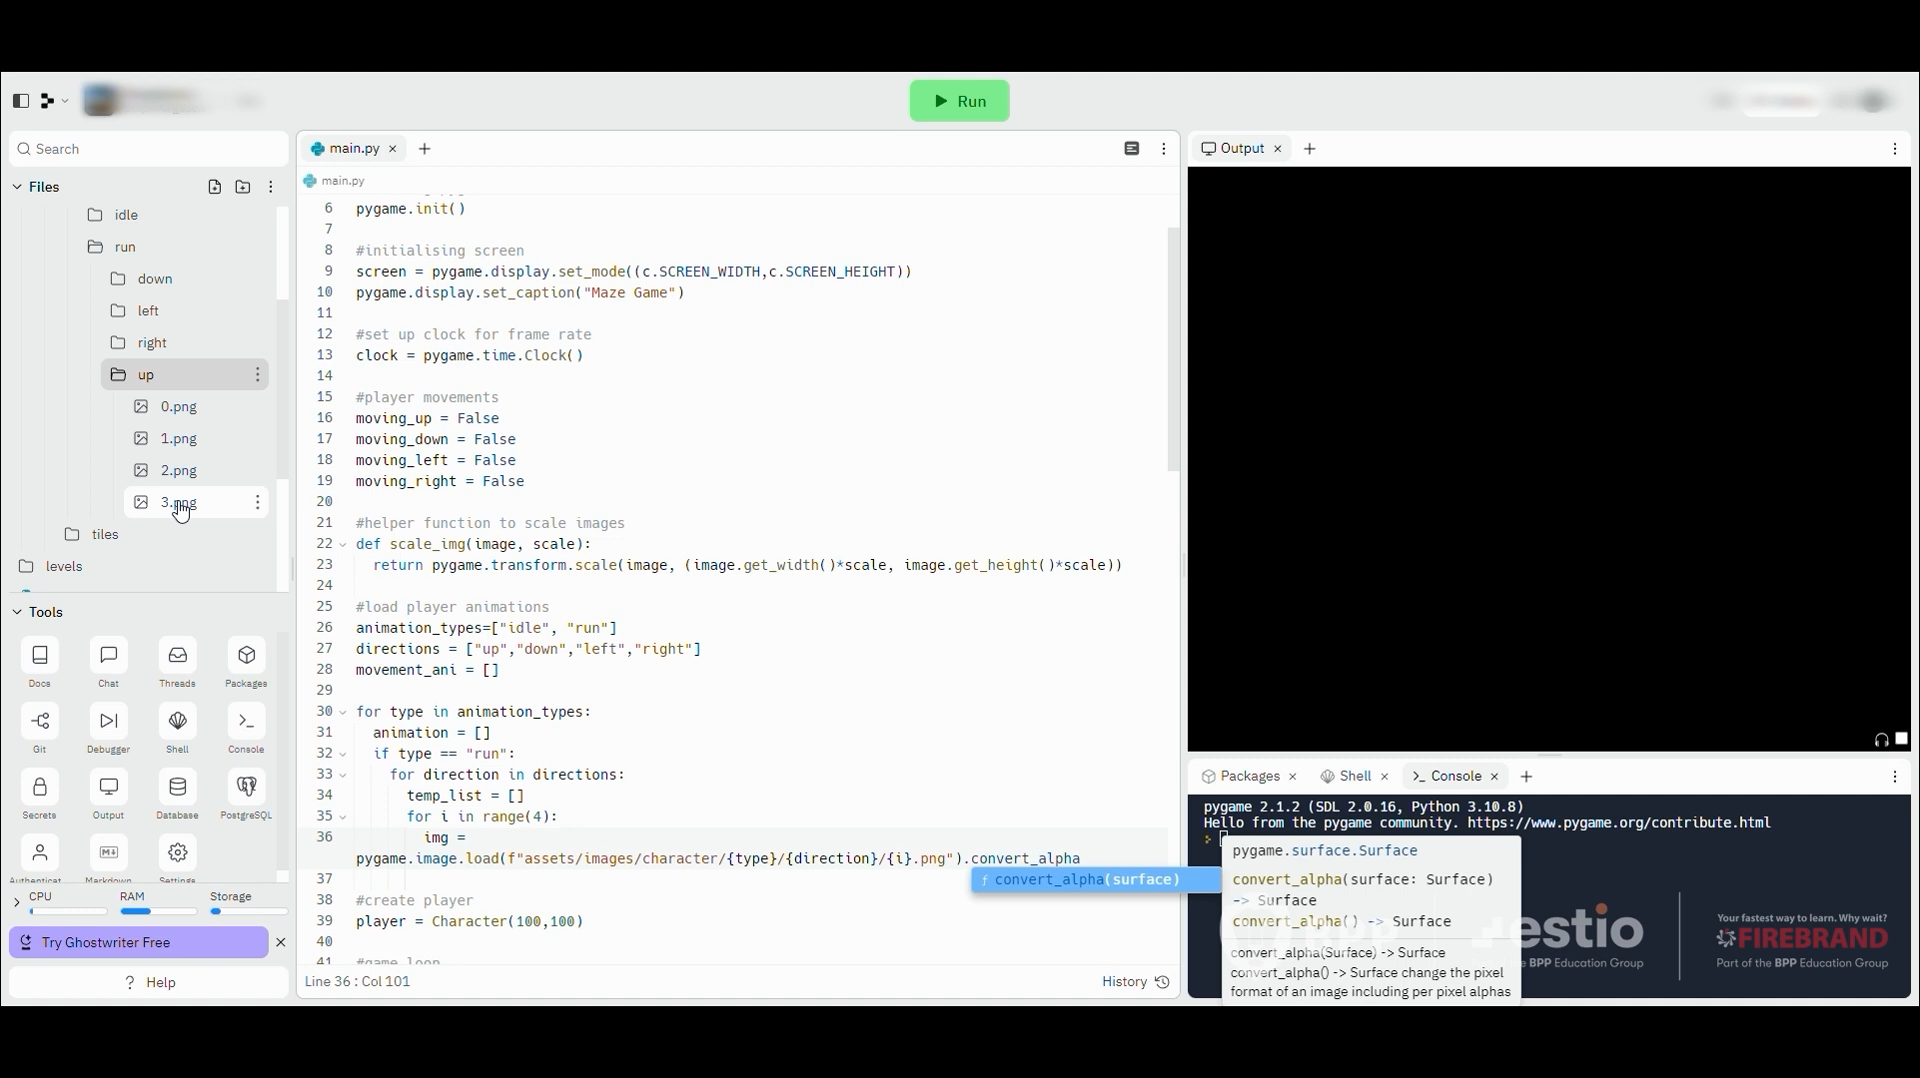 Run
Search
Files
idle
run
down
left
right
up
0.png
1.png
2.png
3.png
tiles
levels
Tools
Docs
Chat
Threads
Packages
Git
Debugger
Shell
Console
Secrets
Output
Database
PostgreSQL
Authenticat
Markdown
Settings
CPU
RAM
Storage
Try Ghostwriter Free
? Help
main.py
main.py
6 pygame.init()
7
8 #initialising screen
9 screen = pygame.display.set_mode((c.SCREEN_WIDTH,c.SCREEN_HEIGHT))
10 pygame.display.set_caption("Maze Game")
11
12 #set up clock for frame rate
13 clock = pygame.time.Clock()
14
15 #player movements
16 moving_up = False
17 moving_down = False
18 moving_left = False
19 moving_right = False
20
21 #helper function to scale images
22 def scale_img(image, scale):
23 return pygame.transform.scale(image, (image.get_width()*scale, image.get_height()*scale))
24
25 #load player animations
26 animation_types=["idle", "run"]
27 directions = ["up","down","left","right"]
28 movement_ani = []
29
30 for type in animation_types:
31 animation = []
32 if type == "run":
33 for direction in directions:
34 temp_list = []
35 for i in range(4):
36 img =
pygame.image.load(f"assets/images/character/{type}/{direction}/{i}.png").convert_alpha
37
38 #create player
39 player = Character(100,100)
40
41 #game loop
convert_alpha(surface)
Line 36 : Col 101
History
Output
Packages
Shell
Console
pygame 2.1.2 (SDL 2.0.16, Python 3.10.8)
Hello from the pygame community. https://www.pygame.org/contribute.html
pygame.surface.Surface
convert_alpha(surface: Surface)
-> Surface
convert_alpha() -> Surface
convert_alpha(Surface) -> Surface
convert_alpha() -> Surface change the pixel
format of an image including per pixel alphas
estio
BPP Education Group
Your fastest way to learn. Why wait?
FIREBRAND
Part of the BPP Education Group